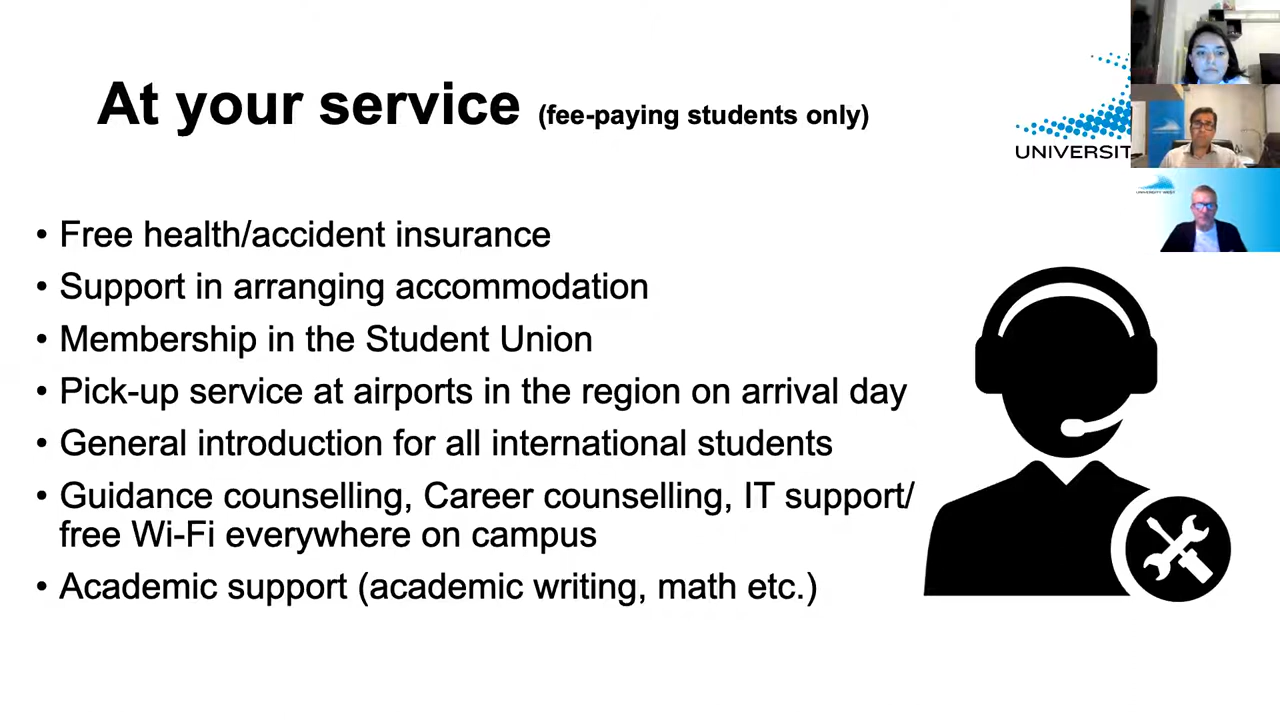 At your service (fee-paying students only)
UNIVERSIT
UNIVERSITY WEST
• Free health/accident insurance
• Support in arranging accommodation
• Membership in the Student Union
• Pick-up service at airports in the region on arrival day
• General introduction for all international students
• Guidance counselling, Career counselling, IT support/
free Wi-Fi everywhere on campus
• Academic support (academic writing, math etc.)